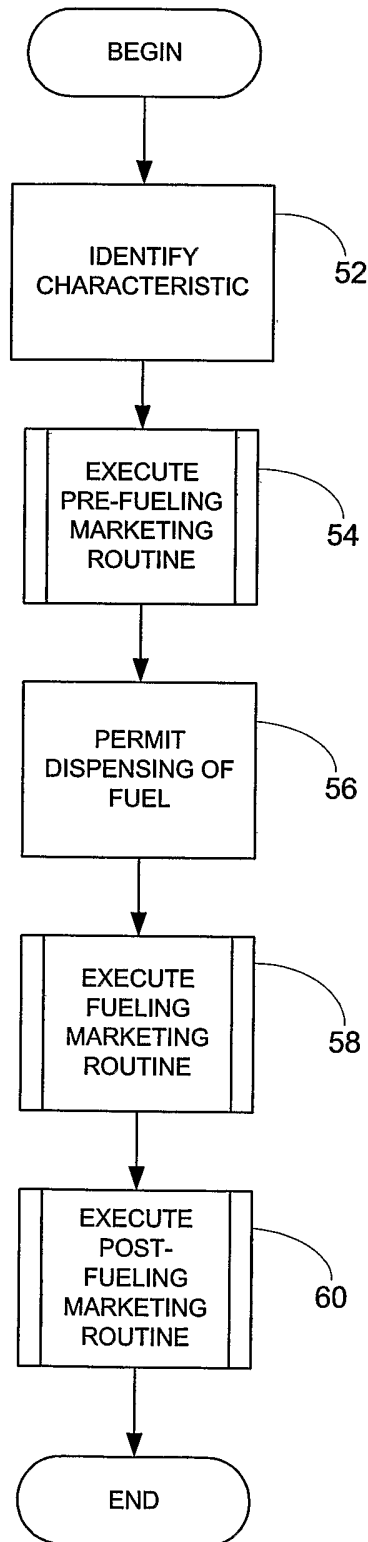 BEGIN
IDENTIFY
CHARACTERISTIC
52
EXECUTE
PRE-FUELING
MARKETING
ROUTINE
54
PERMIT
DISPENSING OF
FUEL
56
EXECUTE
FUELING
MARKETING
ROUTINE
58
EXECUTE
POST-
FUELING
MARKETING
ROUTINE
60
END